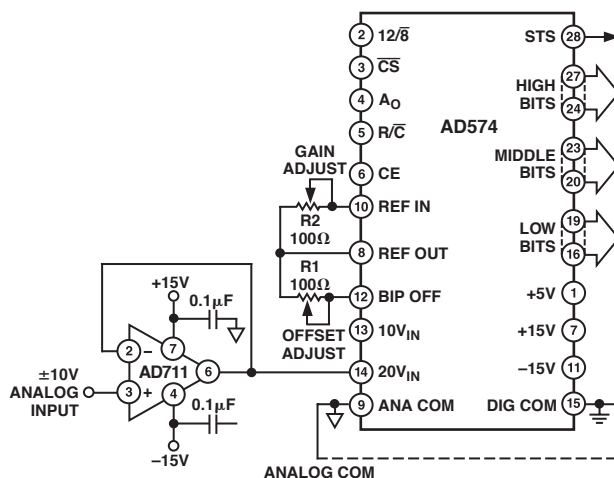 2 12/8̅
3 C̅S̅
4 AO
5 R/C̅
6 CE
10 REF IN
8 REF OUT
12 BIP OFF
13 10VIN
14 20VIN
9 ANA COM
AD574
STS 28
HIGH BITS 27 24
MIDDLE BITS 23 20
LOW BITS 19 16
+5V 1
+15V 7
–15V 11
DIG COM 15
GAIN ADJUST
R2
100Ω
R1
100Ω
OFFSET ADJUST
+15V
0.1μF
2 –
7
AD711
6
3 +
4
±10V
ANALOG
INPUT
0.1μF
–15V
ANALOG COM